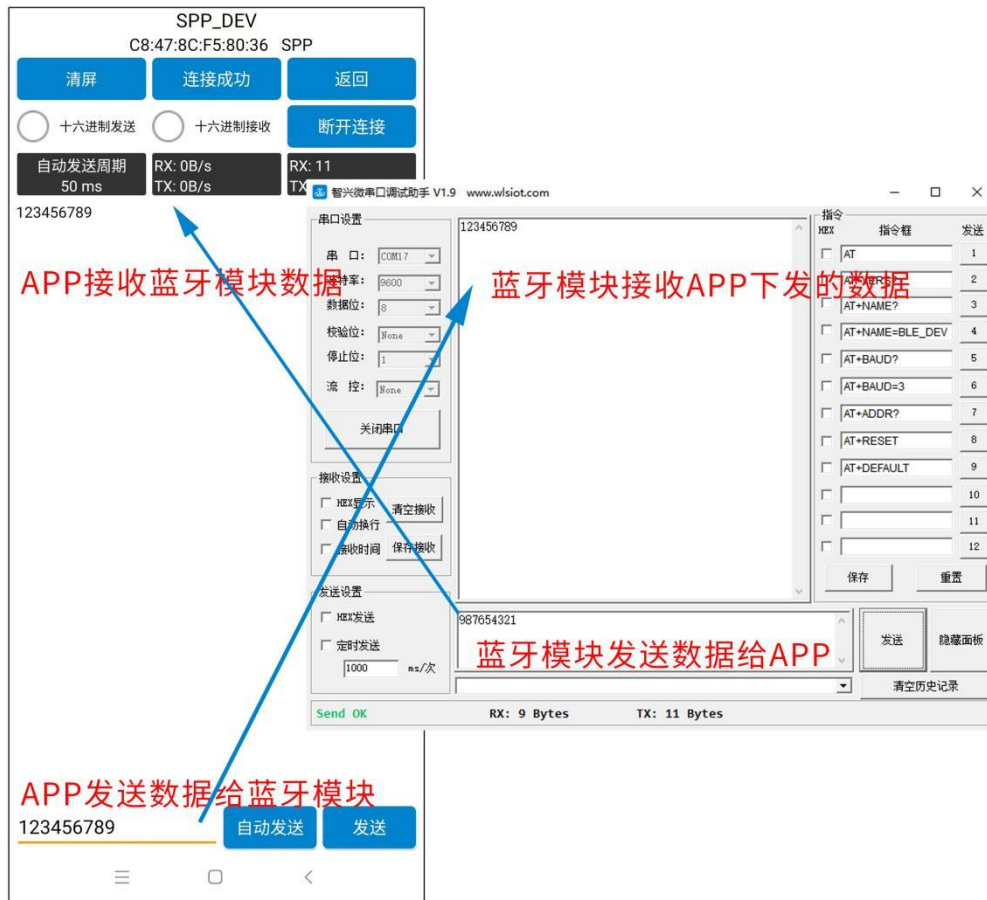 SPP_DEV
C8:47:8C:F5:80:36 SPP
清屏
连接成功
返回
十六进制发送
十六进制接收
断开连接
自动发送周期
50 ms
RX: 0B/s
TX: 0B/s
RX: 11
TX
123456789
APP接收蓝牙模块数据
智兴微串口调试助手 V1.9 www.wlsiot.com
串口设置
串 口: COM17
波特率: 9600
数据位: 8
校验位: None
停止位: 1
流 控: None
关闭串口
接收设置
HEX显示
清空接收
自动换行
接收时间
保存接收
发送设置
HEX发送
定时发送
1000 ms/次
123456789
蓝牙模块接收APP下发的数据
指令
HEX 指令框 发送
AT 1
2
AT+NAME? 3
AT+NAME=BLE_DEV 4
AT+BAUD? 5
AT+BAUD=3 6
AT+ADDR? 7
AT+RESET 8
AT+DEFAULT 9
10
11
12
保存
重置
987654321
蓝牙模块发送数据给APP
发送
隐藏面板
清空历史记录
Send OK RX: 9 Bytes TX: 11 Bytes
APP发送数据给蓝牙模块
123456789
自动发送
发送